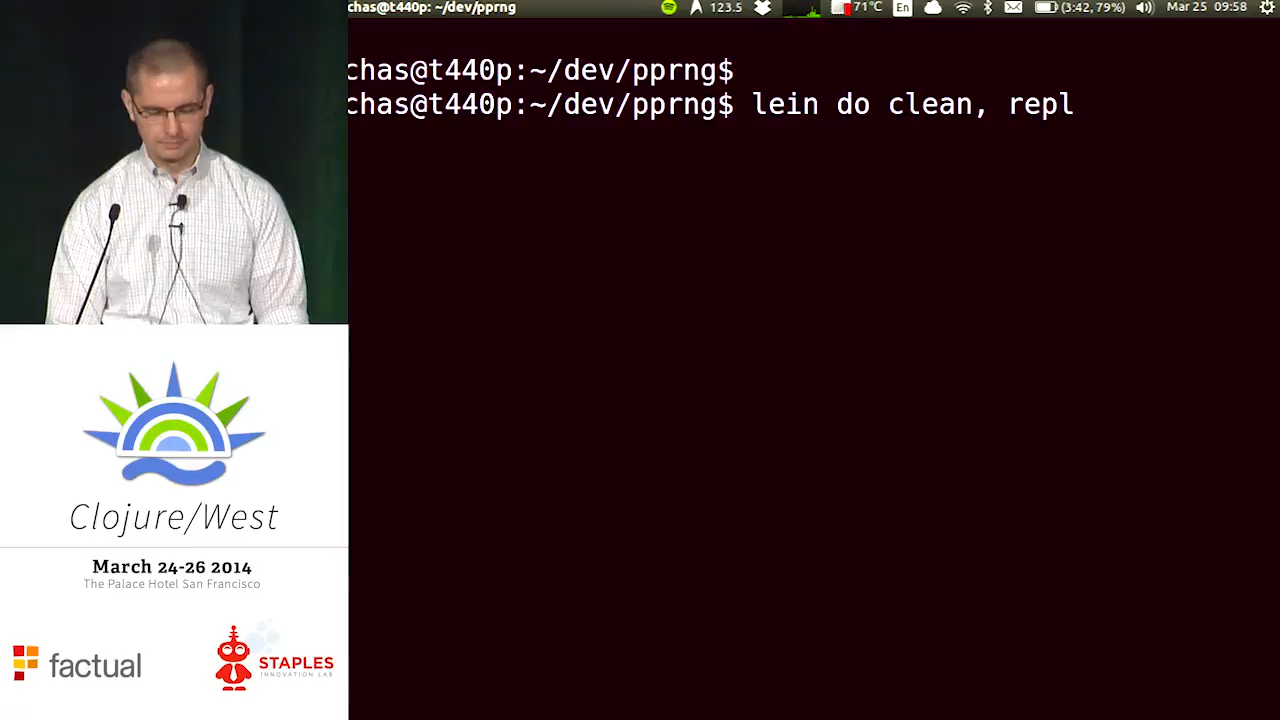 chas@t440p: ~/dev/pprng
123.5
71°C
En
(3:42, 79%)
Mar 25 09:58
chas@t440p:~/dev/pprng$
chas@t440p:~/dev/pprng$ lein do clean, repl
Clojure/West
March 24-26 2014
The Palace Hotel San Francisco
factual
STAPLES
INNOVATION LAB